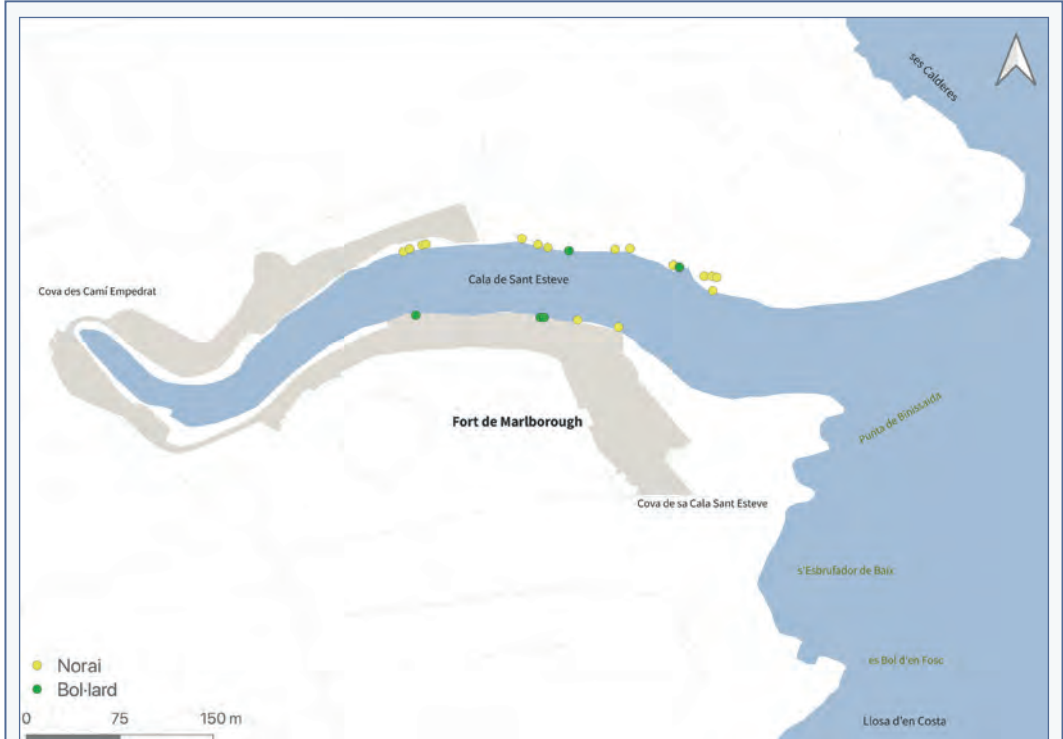 ses Calderes
Cala de Sant Esteve
Cova des Camí Empedrat
Punta de Binissaida
Fort de Marlborough
Cova de sa Cala Sant Esteve
s'Esbrufador de Baix
es Bol d'en Fosc
Norai
Bol·lard
Llosa d'en Costa
0 75 150 m